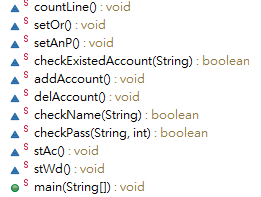 countLine() : void
setOr() : void
setAnP() : void
checkExistedAccount(String) : boolean
addAccount() : void
delAccount() : void
checkName(String) : boolean
checkPass(String, int) : boolean
stAc() : void
stWd() : void
main(String[]) : void